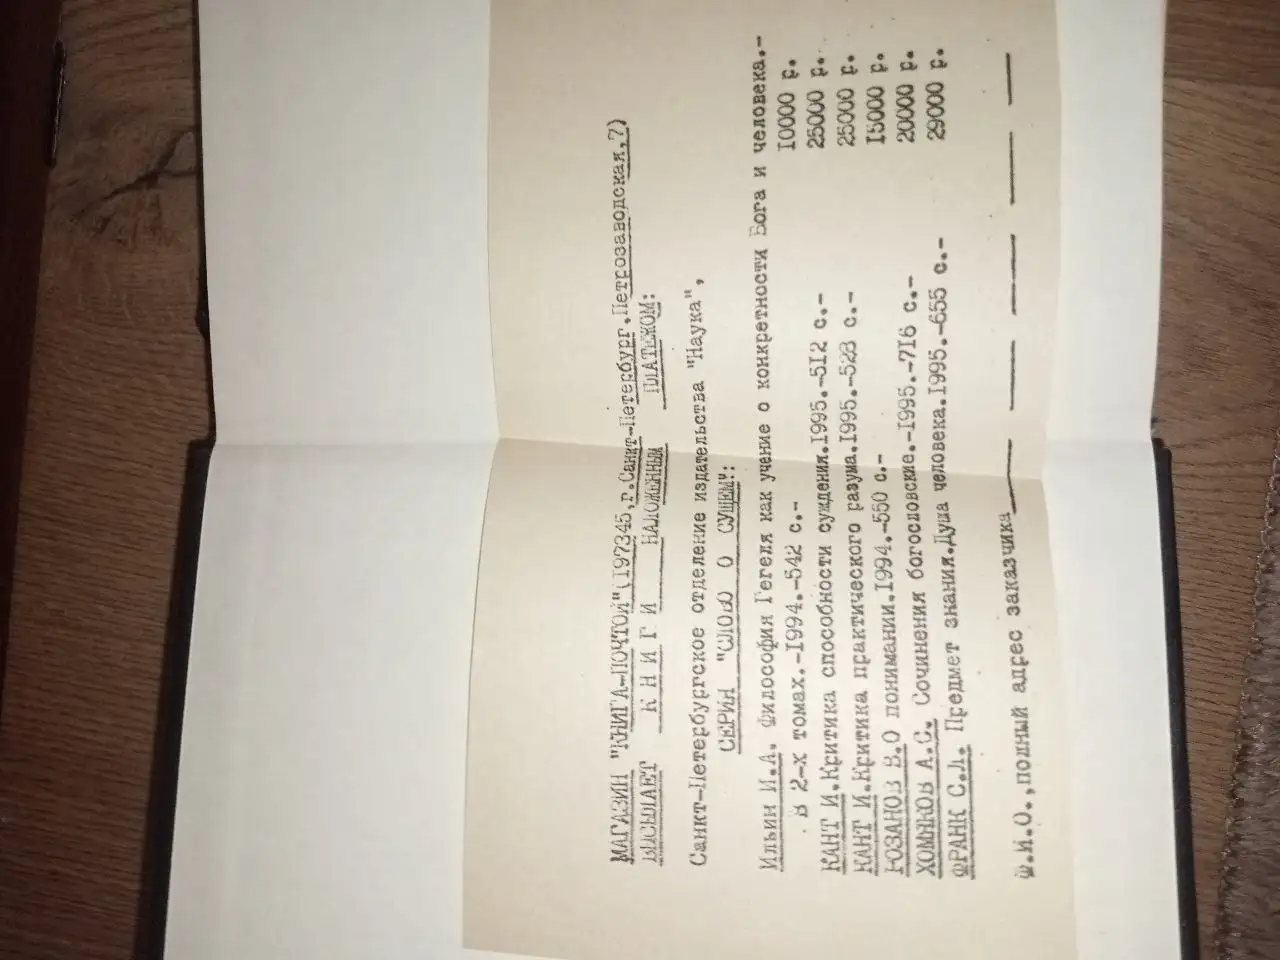 МАГАЗИН "КНИГА-ПОЧТОЙ"(197345,г.Санкт-Петербург,Петрозаводская,7)
ВЫСЫЛАЕТ К Н И Г И НАЛОЖЕННЫМ ПЛАТЕЖОМ:
Санкт-Петербургское отделение издательства "Наука",
СЕРИЯ "СЛОВО О СУЩЕМ":
Ильин И.А. Философия Гегеля как учение о конкретности Бога и человека.-
в 2-х томах.-1994.-542 с.- 10000 р.
КАНТ И.Критика способности суждения.1995.-512 с.- 25000 р.
КАНТ И.Критика практического разума.1995.-528 с.- 25000 р.
РОЗАНОВ В.О понимании.1994.-550 с.- 15000 р.
ХОМЯКОВ А.С. Сочинения богословские.-1995.-716 с.- 20000 р.
ФРАНК С.Л. Предмет знания.Душа человека.1995.-655 с.- 29000 р.
Ф.И.О.,полный адрес заказчика